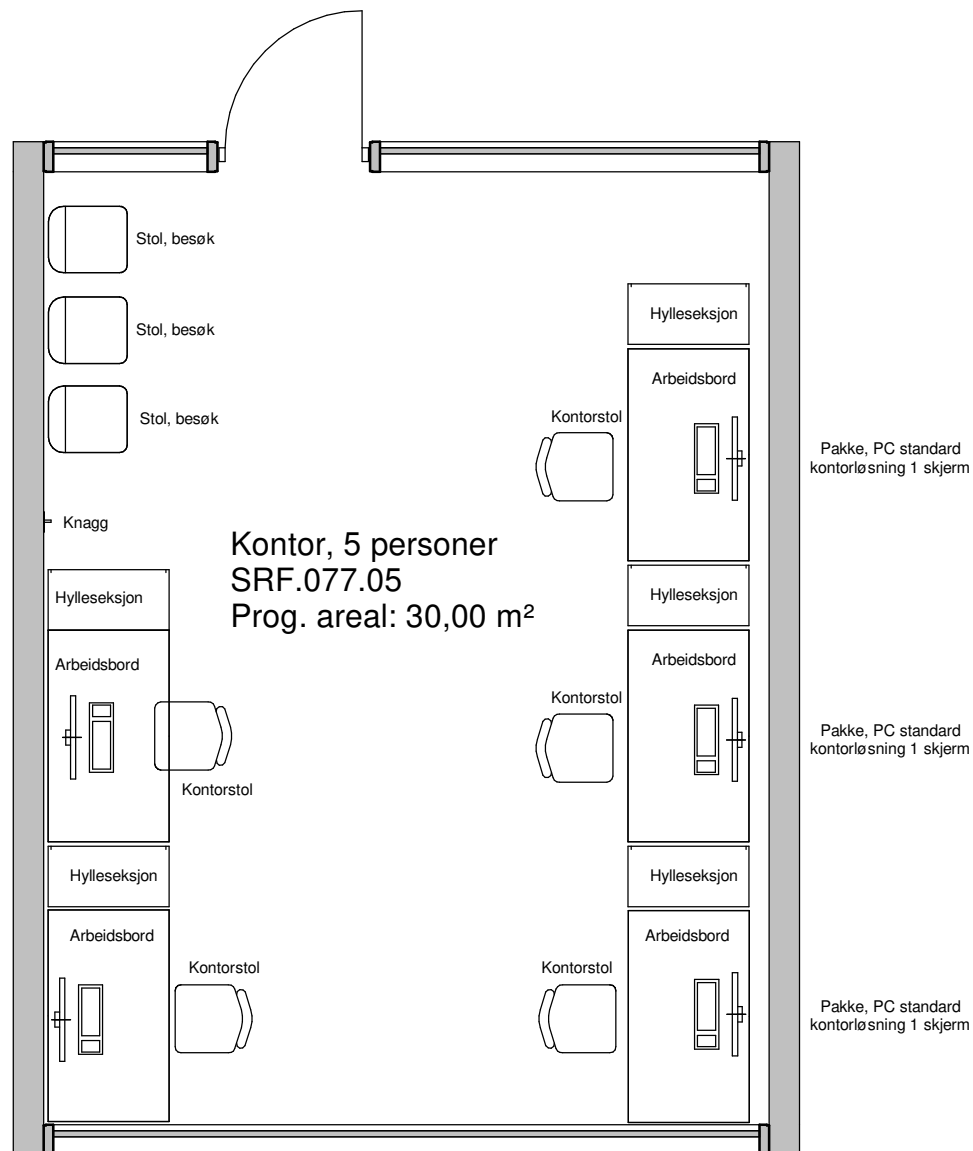 Stol, besøk
Hylleseksjon
Stol, besøk
Arbeidsbord
Kontorstol
Stol, besøk
Pakke, PC standard
kontorløsning 1 skjerm
Knagg
Kontor, 5 personer
SRF.077.05
Prog. areal: 30,00 m²
Hylleseksjon
Hylleseksjon
Arbeidsbord
Arbeidsbord
Kontorstol
Pakke, PC standard
kontorløsning 1 skjerm
Kontorstol
Hylleseksjon
Hylleseksjon
Arbeidsbord
Arbeidsbord
Kontorstol
Kontorstol
Pakke, PC standard
kontorløsning 1 skjerm